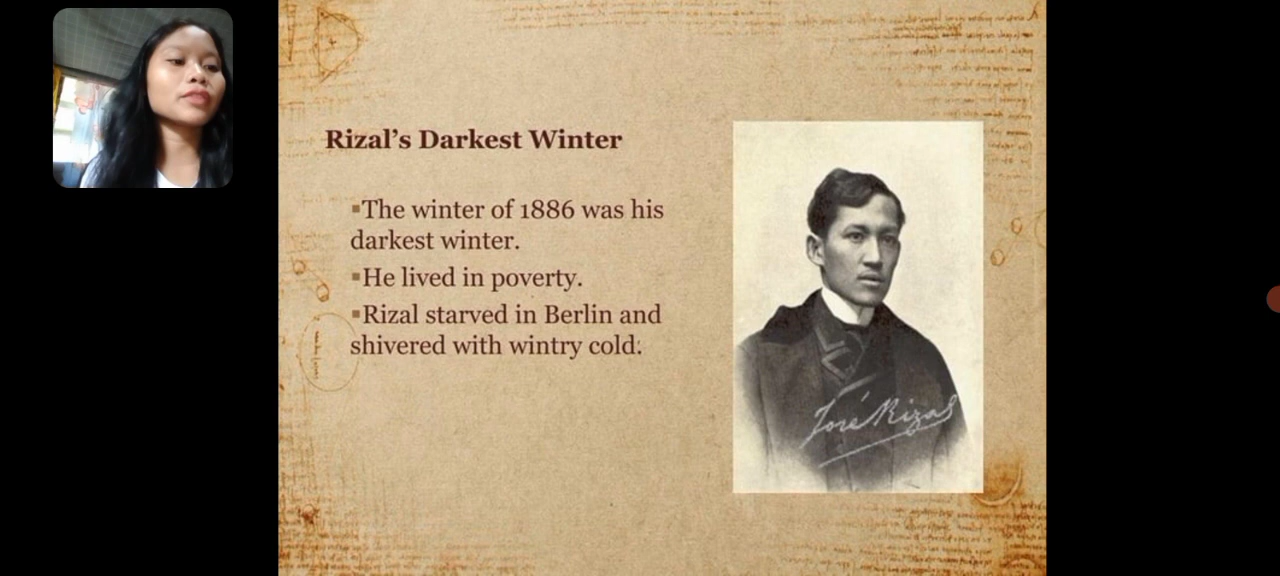 Rizal's Darkest Winter
▪The winter of 1886 was his
darkest winter.
▪He lived in poverty.
▪Rizal starved in Berlin and
shivered with wintry cold.
José Rizal